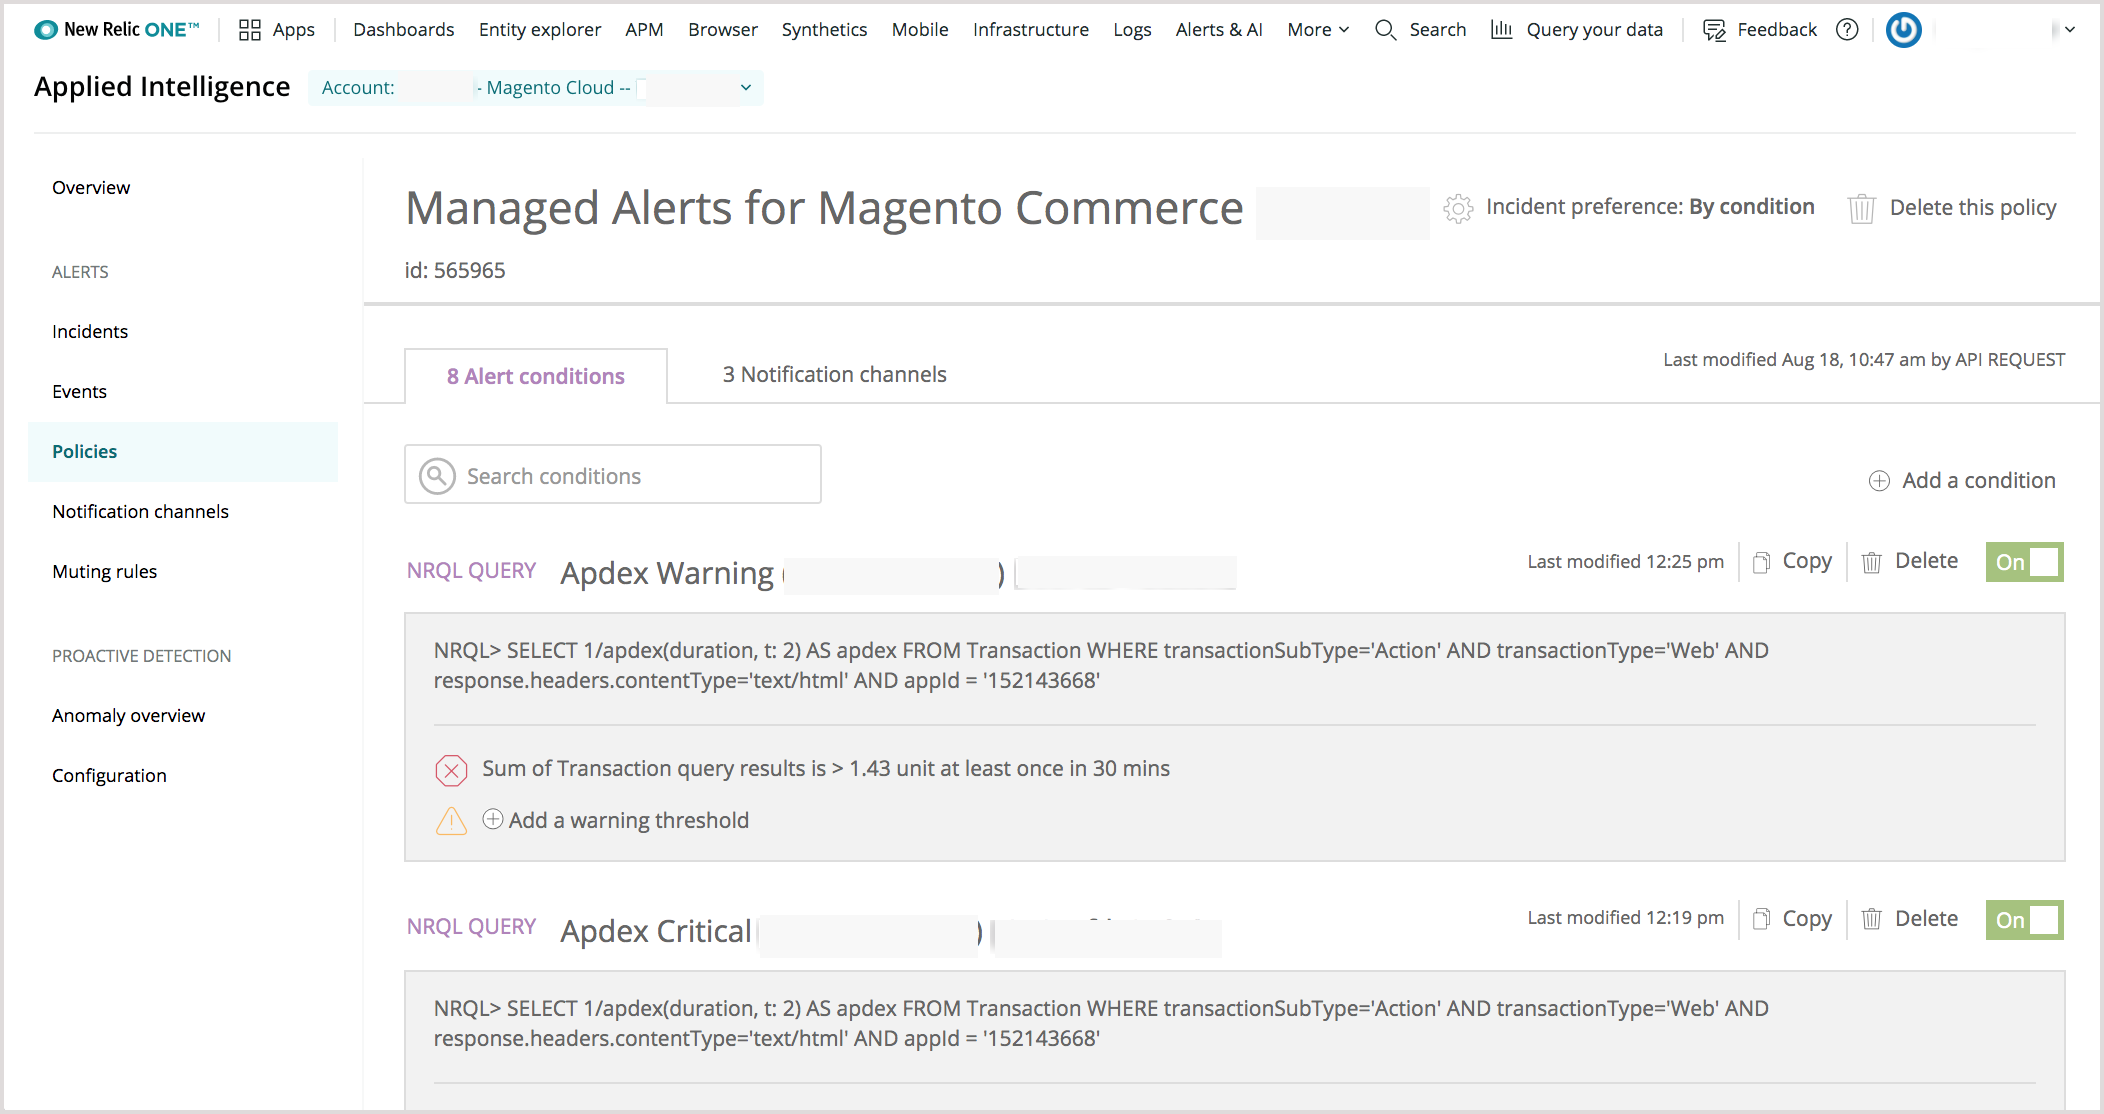 New Relic ONE™ Apps Dashboards Entity explorer APM Browser Synthetics Mobile Infrastructure Logs Alerts & AI More Search Query your data Feedback ?
Applied Intelligence Account: - Magento Cloud --
Overview
ALERTS
Incidents
Events
Policies
Notification channels
Muting rules
PROACTIVE DETECTION
Anomaly overview
Configuration
Managed Alerts for Magento Commerce Incident preference: By condition Delete this policy
id: 565965
8 Alert conditions 3 Notification channels Last modified Aug 18, 10:47 am by API REQUEST
Search conditions
Add a condition
NRQL QUERY Apdex Warning ( ) Last modified 12:25 pm Copy Delete On
NRQL> SELECT 1/apdex(duration, t: 2) AS apdex FROM Transaction WHERE transactionSubType='Action' AND transactionType='Web' AND
response.headers.contentType='text/html' AND appId = '152143668'
Sum of Transaction query results is > 1.43 unit at least once in 30 mins
Add a warning threshold
NRQL QUERY Apdex Critical ) Last modified 12:19 pm Copy Delete On
NRQL> SELECT 1/apdex(duration, t: 2) AS apdex FROM Transaction WHERE transactionSubType='Action' AND transactionType='Web' AND
response.headers.contentType='text/html' AND appId = '152143668'